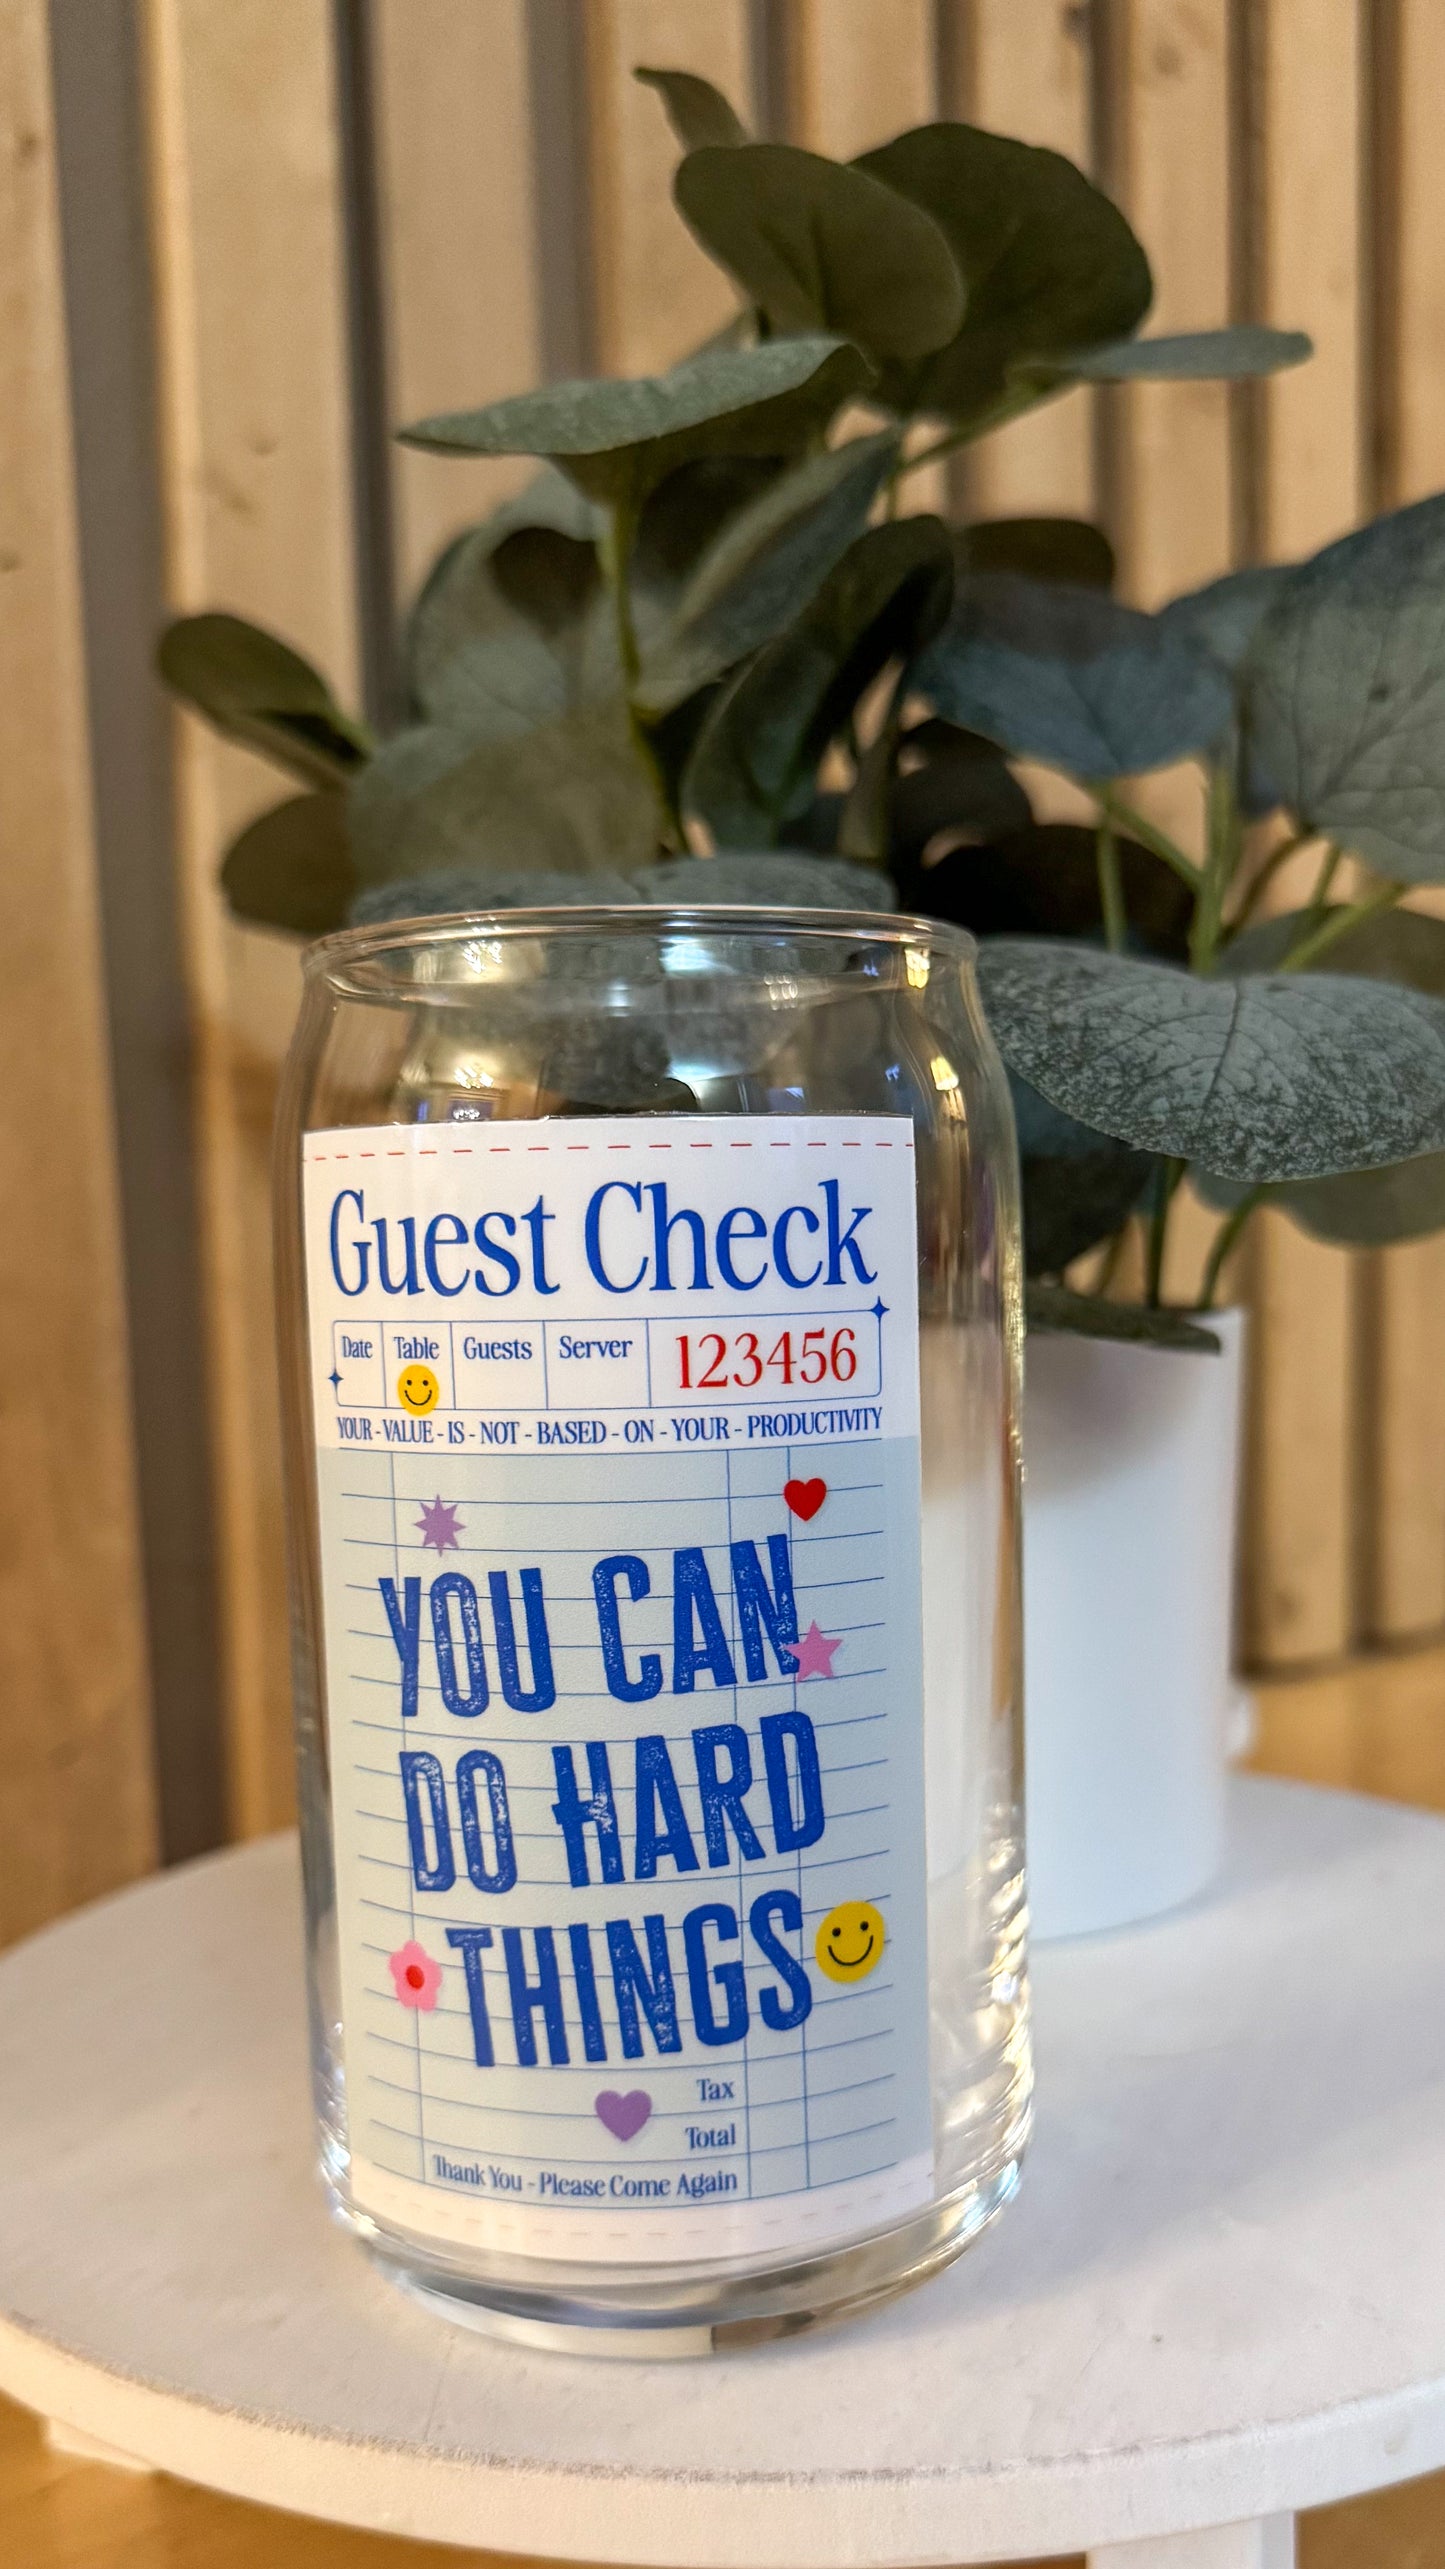 Guest Check
Date Table Guests Server 123456
YOUR - VALUE - IS - NOT - BASED - ON - YOUR - PRODUCTIVITY
YOU CAN
DO HARD
THINGS
Tax
Total
Thank You - Please Come Again